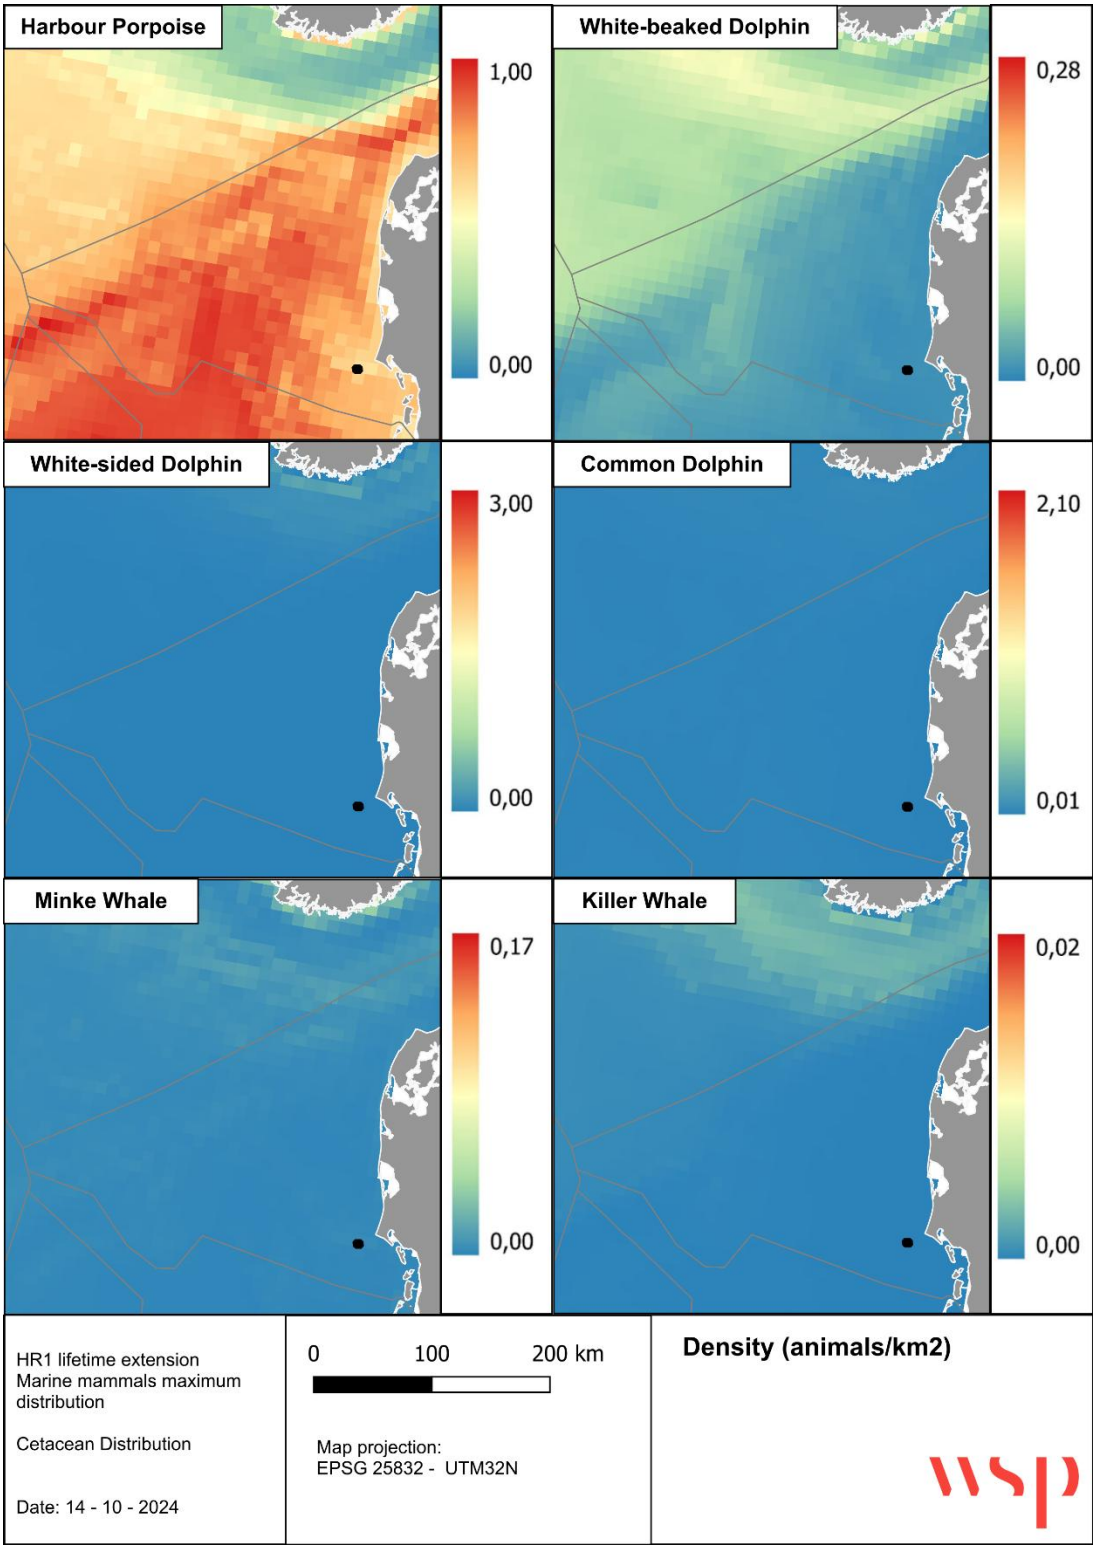 Harbour Porpoise
1,00
0,00
White-beaked Dolphin
0,28
0,00
White-sided Dolphin
3,00
0,00
Common Dolphin
2,10
0,01
Minke Whale
0,17
0,00
Killer Whale
0,02
0,00
HR1 lifetime extension
Marine mammals maximum
distribution
Cetacean Distribution
Date: 14 - 10 - 2024
0 100 200 km
Map projection:
EPSG 25832 - UTM32N
Density (animals/km2)
wsp